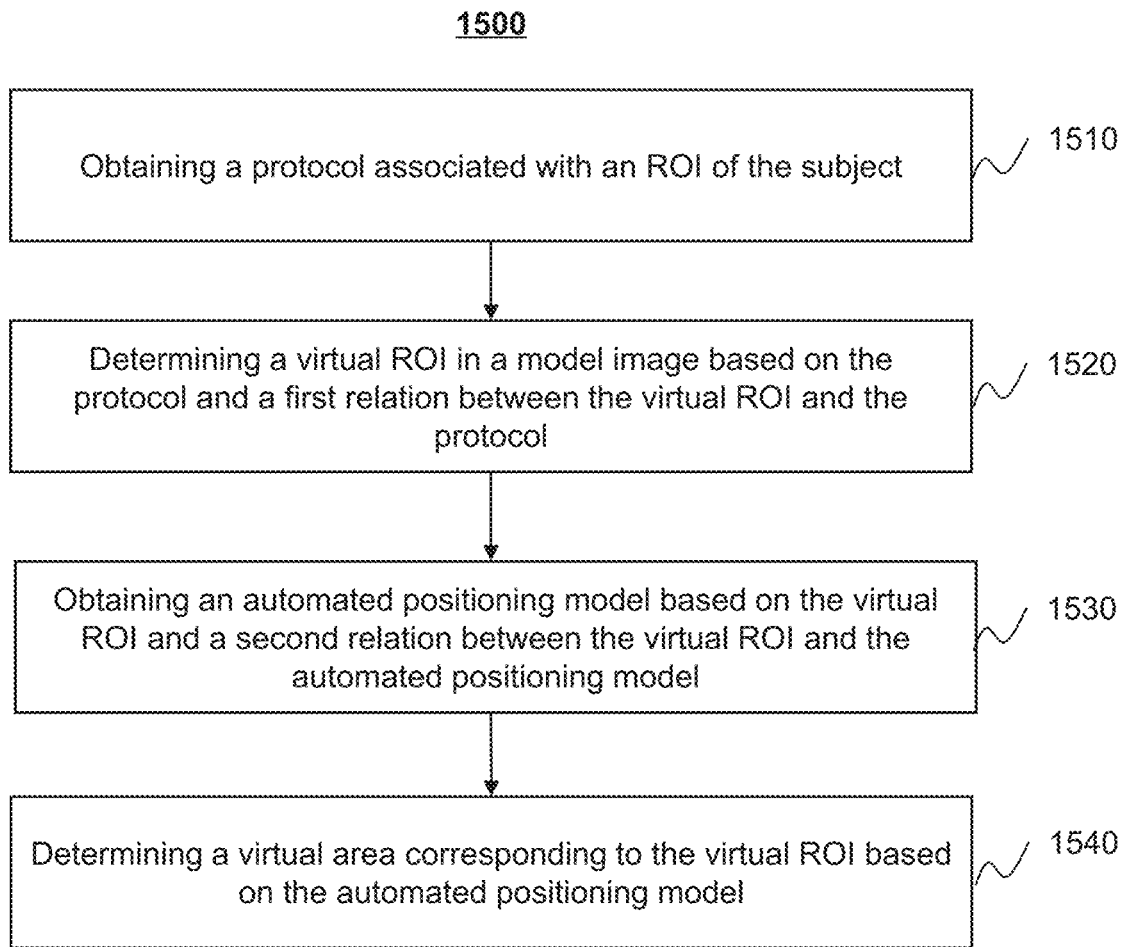 1500
Obtaining a protocol associated with an ROI of the subject
1510
Determining a virtual ROI in a model image based on the
protocol and a first relation between the virtual ROI and the
protocol
1520
Obtaining an automated positioning model based on the virtual
ROI and a second relation between the virtual ROI and the
automated positioning model
1530
Determining a virtual area corresponding to the virtual ROI based
on the automated positioning model
1540